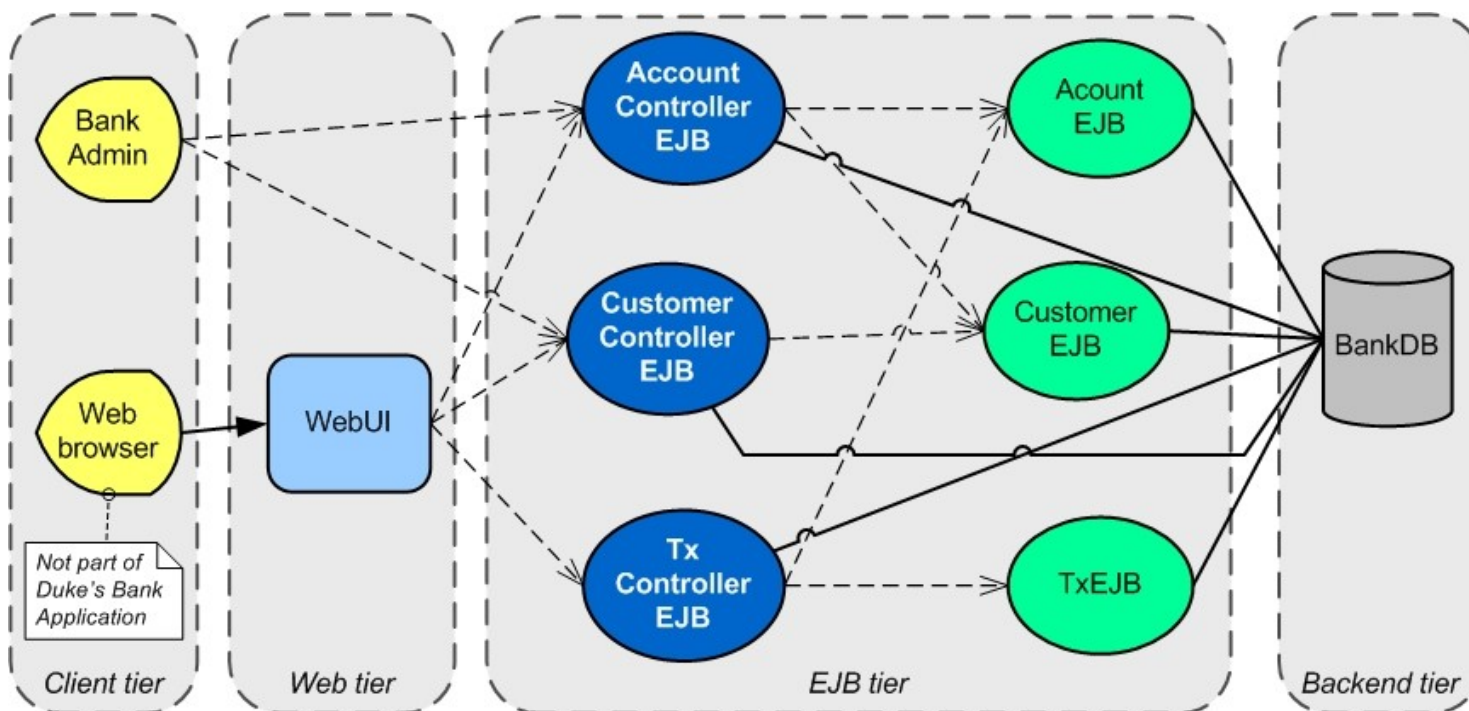 Bank
Admin
Web
browser
Not part of
Duke's Bank
Application
Client tier
WebUI
Web tier
Account
Controller
EJB
Customer
Controller
EJB
Tx
Controller
EJB
Acount
EJB
Customer
EJB
TxEJB
EJB tier
BankDB
Backend tier